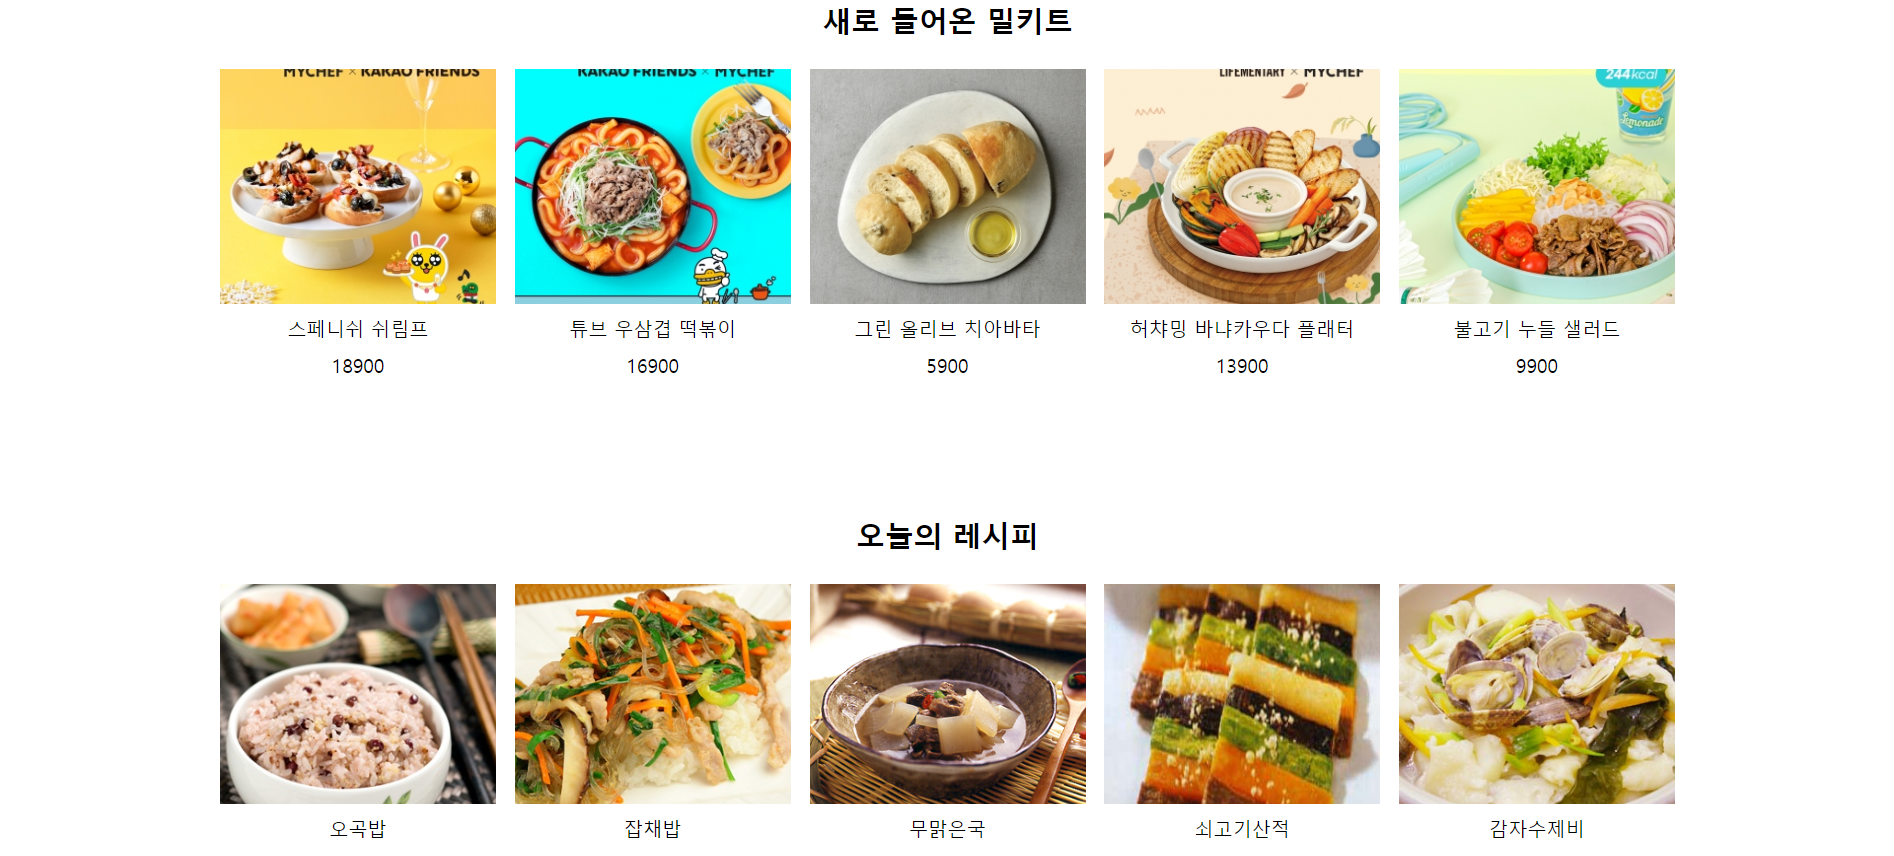 새로 들어온 밀키트
MYCHEF × KAKAO FRIENDS
KAKAO FRIENDS × MYCHEF
LIFEMENTARY × MYCHEF
244kcal
Lemonade
스페니쉬 쉬림프
튜브 우삼겹 떡볶이
그린 올리브 치아바타
허챠밍 바냐카우다 플래터
불고기 누들 샐러드
18900
16900
5900
13900
9900
오늘의 레시피
오곡밥
잡채밥
무맑은국
쇠고기산적
감자수제비